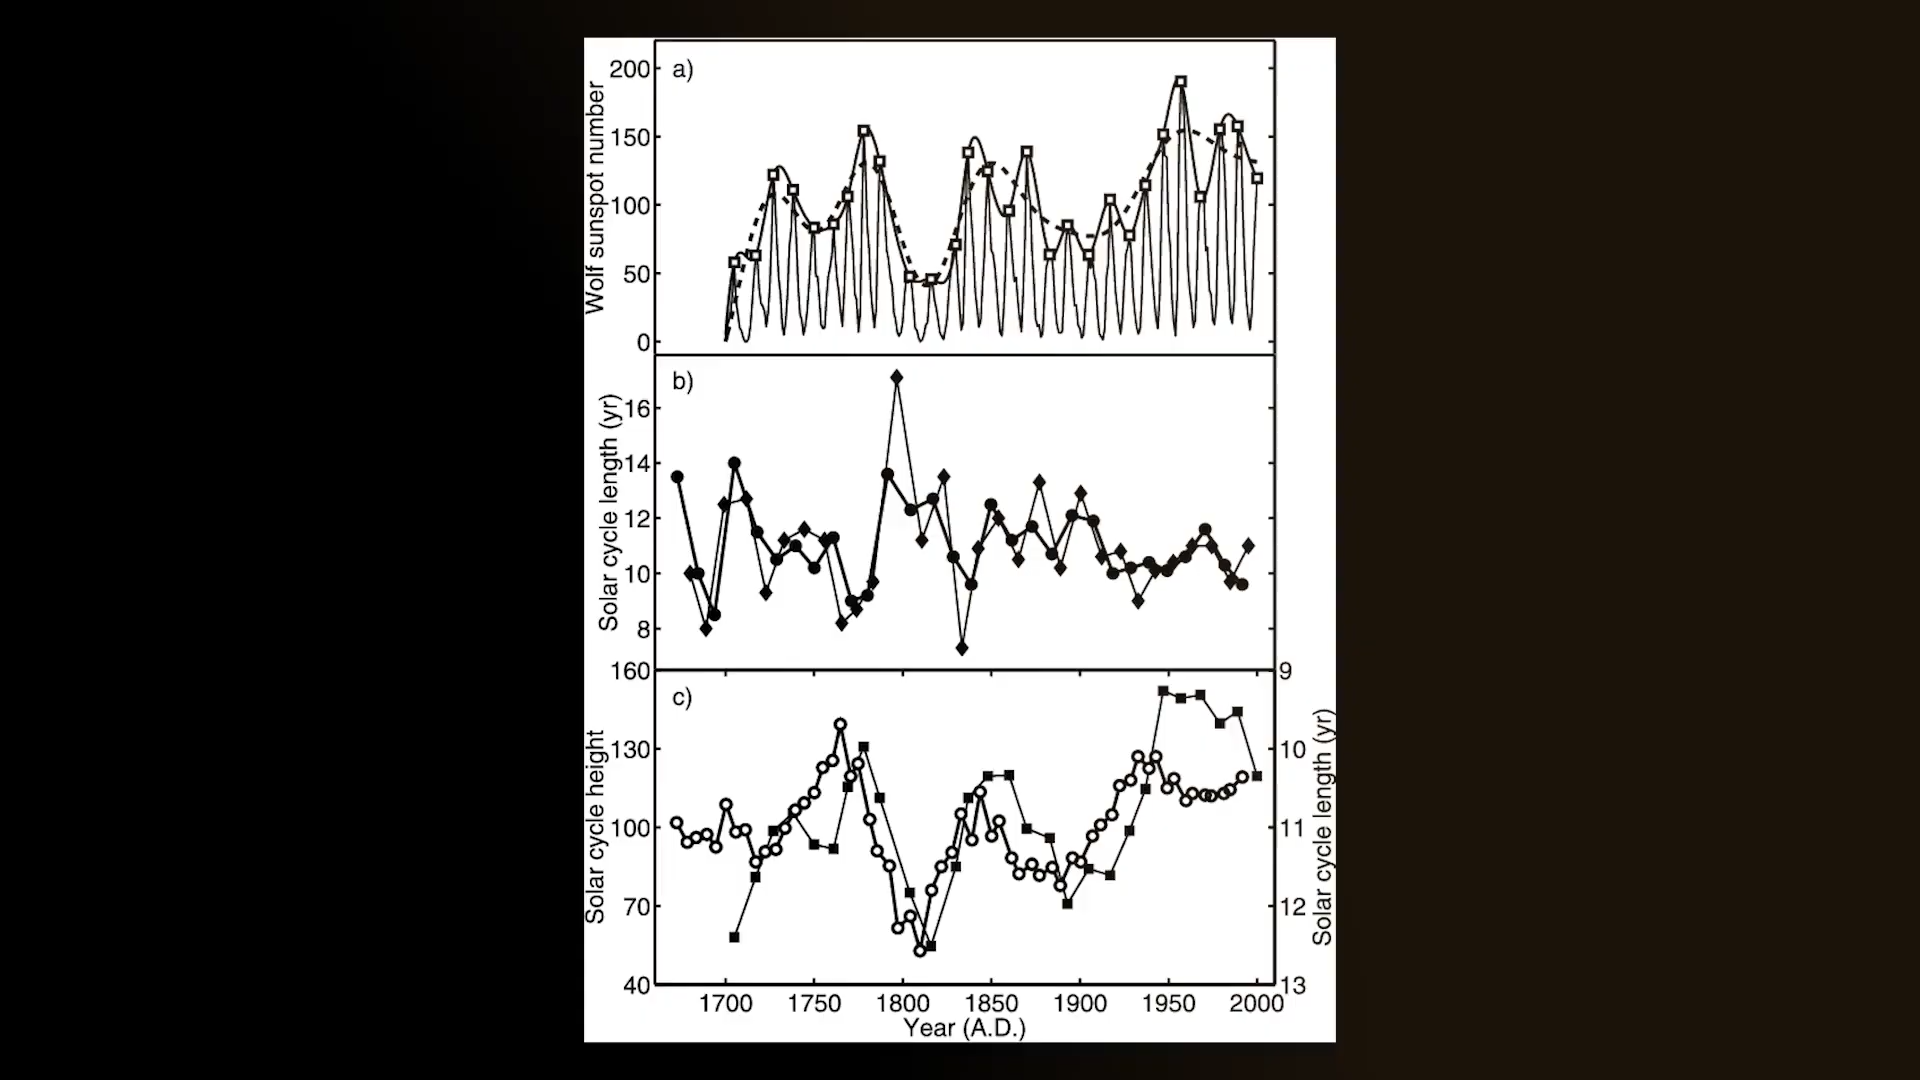 a)
Wolf sunspot number
200
150
100
50
0
b)
Solar cycle length (yr)
16
14
12
10
8
c)
Solar cycle height
160
130
100
70
40
9
10
11
12
13
Solar cycle length (yr)
1700 1750 1800 1850 1900 1950 2000
Year (A.D.)